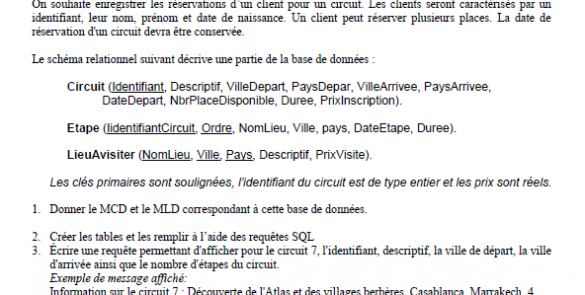 On souhaite enregistrer les réservations d'un client pour un circuit. Les clients seront caractérisés par un
identifiant, leur nom, prénom et date de naissance. Un client peut réserver plusieurs places. La date de
réservation d'un circuit devra être conservée.
Le schéma relationnel suivant décrive une partie de la base de données :
Circuit (Identifiant, Descriptif, VilleDepart, PaysDepar, VilleArrivee, PaysArrivee,
DateDepart, NbrPlaceDisponible, Duree, PrixInscription).
Etape (IidentifiantCircuit, Ordre, NomLieu, Ville, pays, DateEtape, Duree).
LieuAvisiter (NomLieu, Ville, Pays, Descriptif, PrixVisite).
Les clés primaires sont soulignées, l'identifiant du circuit est de type entier et les prix sont réels.
1. Donner le MCD et le MLD correspondant à cette base de données.
2. Créer les tables et les remplir à l'aide des requêtes SQL
3. Écrire une requête permettant d'afficher pour le circuit 7, l'identifiant, descriptif, la ville de départ, la ville
d'arrivée ainsi que le nombre d'étapes du circuit.
Exemple de message affiché:
Information sur le circuit 7 : Découverte de l'Atlas et des villages berbères, Casablanca, Marrakech, 4